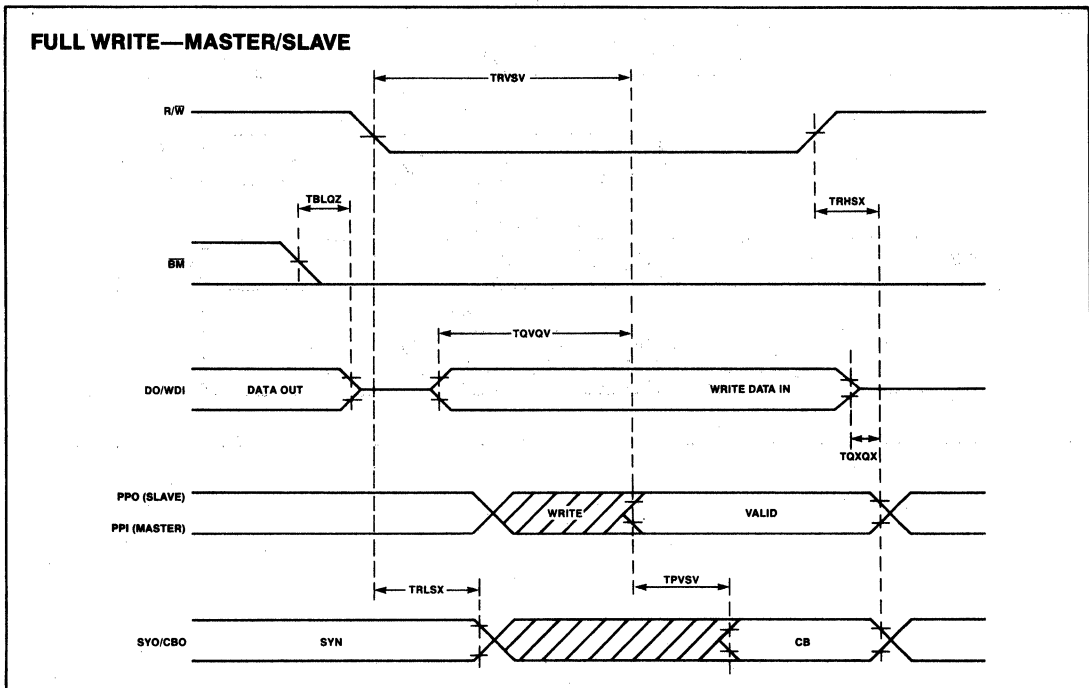 FULL WRITE—MASTER/SLAVE
TRVSV
R/W̅
TBLQZ
TRHSX
B̅M̅
TQVQV
DO/WDI
DATA OUT
WRITE DATA IN
TQXQX
PPO (SLAVE)
WRITE
VALID
PPI (MASTER)
TRLSX
TPVSV
SYO/CBO
SYN
CB